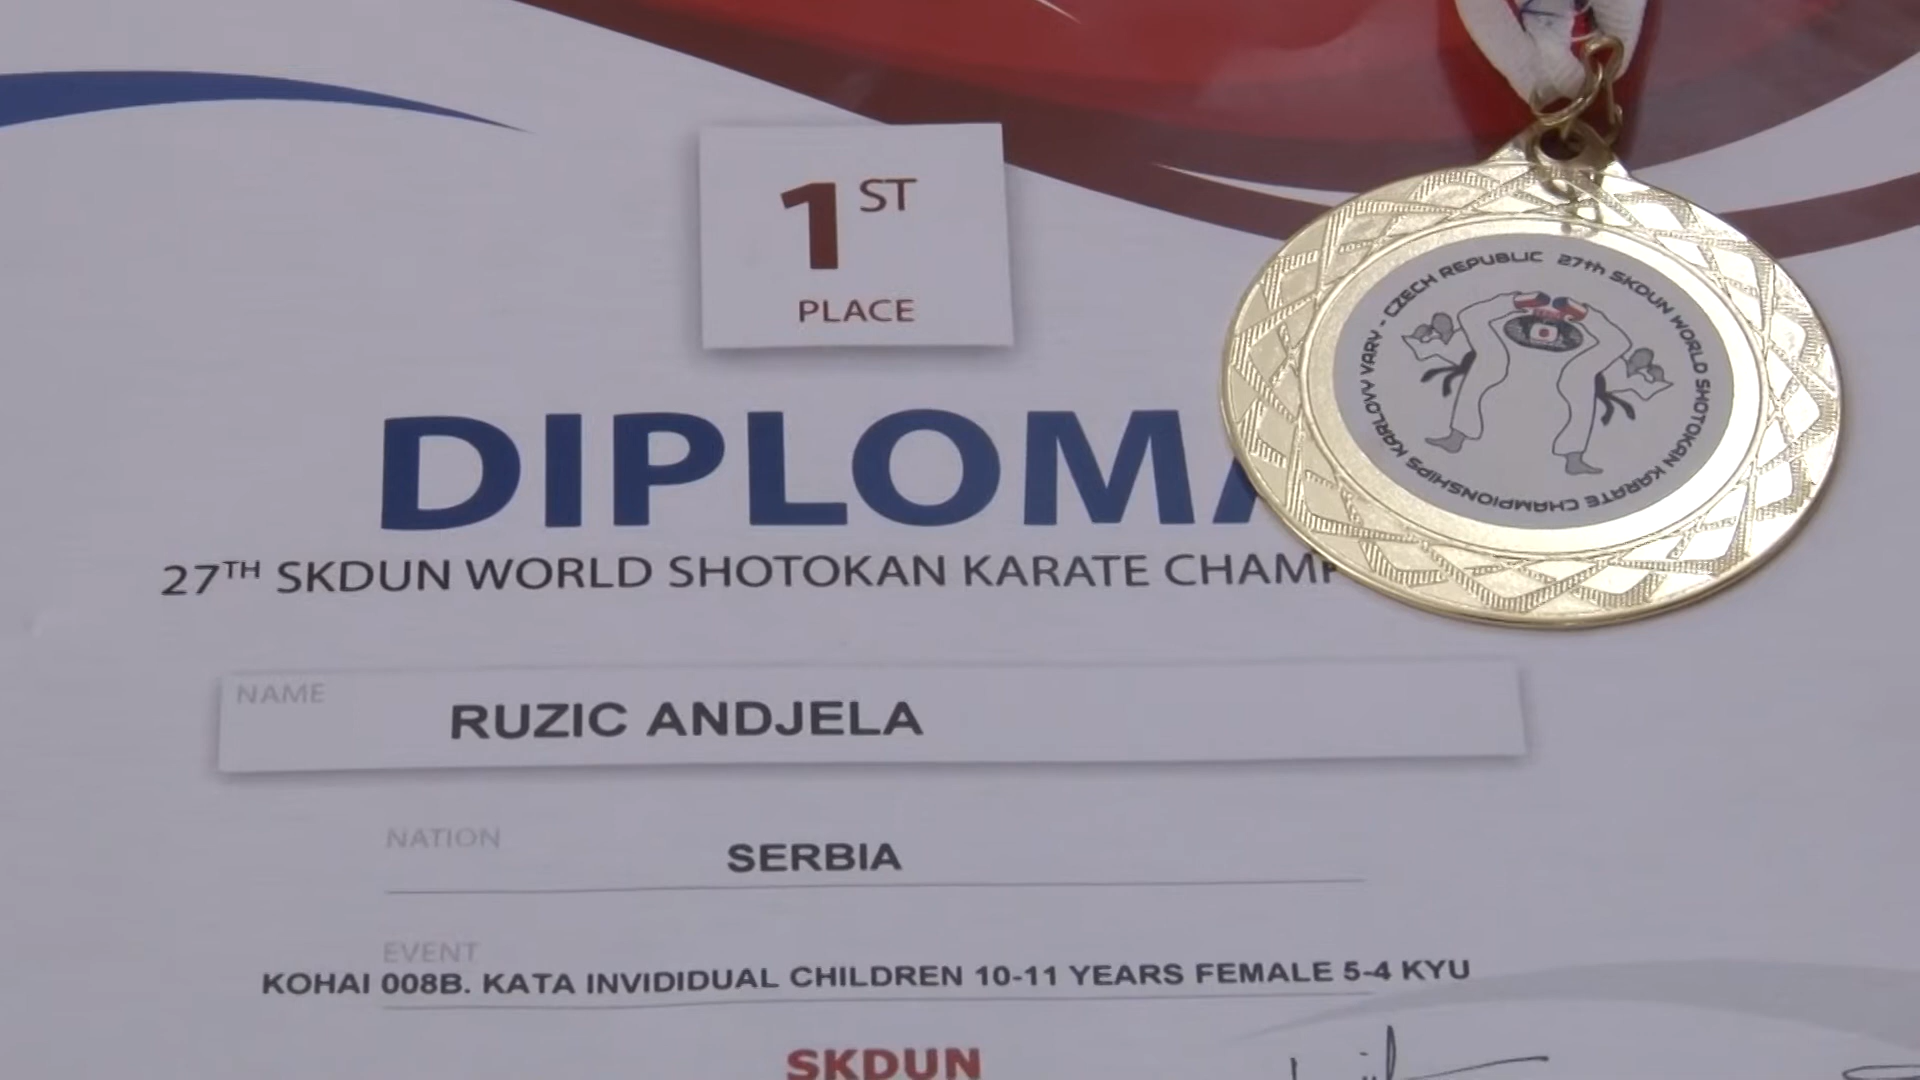 1ST
PLACE
DIPLOMA
27TH SKDUN WORLD SHOTOKAN KARATE CHAMP
NAME
RUZIC ANDJELA
NATION
SERBIA
EVENT
KOHAI 008B. KATA INVIDIDUAL CHILDREN 10-11 YEARS FEMALE 5-4 KYU
SKDUN
27th SKDUN WORLD SHOTOKAN KARATE CHAMPIONSHIPS KARLOVY VARY - CZECH REPUBLIC